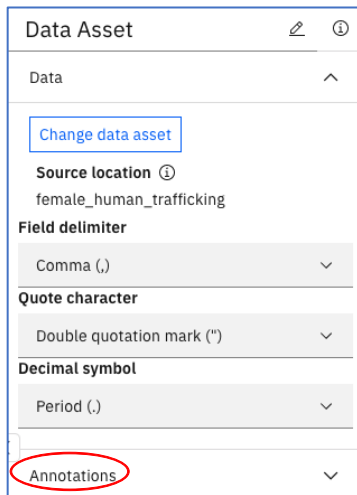 Data Asset
Data
Change data asset
Source location
female_human_trafficking
Field delimiter
Comma (,)
Quote character
Double quotation mark (")
Decimal symbol
Period (.)
Annotations